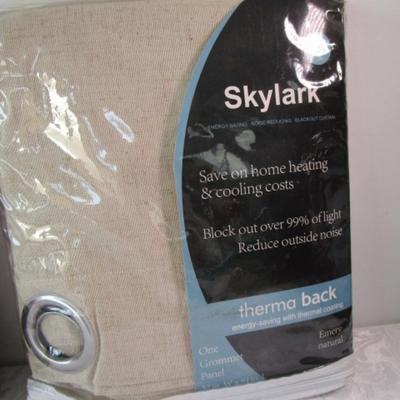 Skylark
ENERGY SAVING NOISE REDUCING BLACKOUT CURTAIN
Save on home heating
& cooling costs
Block out over 99% of light
Reduce outside noise
therma back
energy-saving with thermal coating
One
Grommet
Panel
Emery
natural